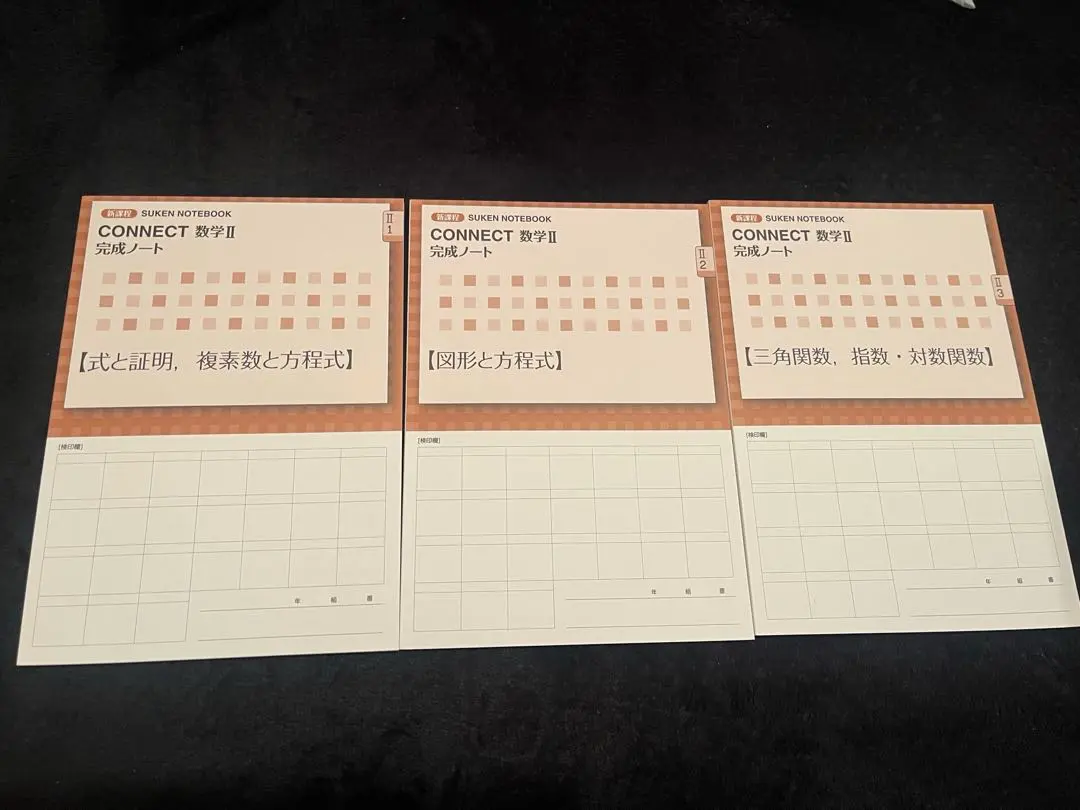 新課程 SUKEN NOTEBOOK
CONNECT 数学Ⅱ
完成ノート
Ⅱ
1
【式と証明，複素数と方程式】
[検印欄]
年 組 番
新課程 SUKEN NOTEBOOK
CONNECT 数学Ⅱ
完成ノート
Ⅱ
2
【図形と方程式】
[検印欄]
年 組 番
新課程 SUKEN NOTEBOOK
CONNECT 数学Ⅱ
完成ノート
Ⅱ
3
【三角関数，指数・対数関数】
[検印欄]
年 組 番